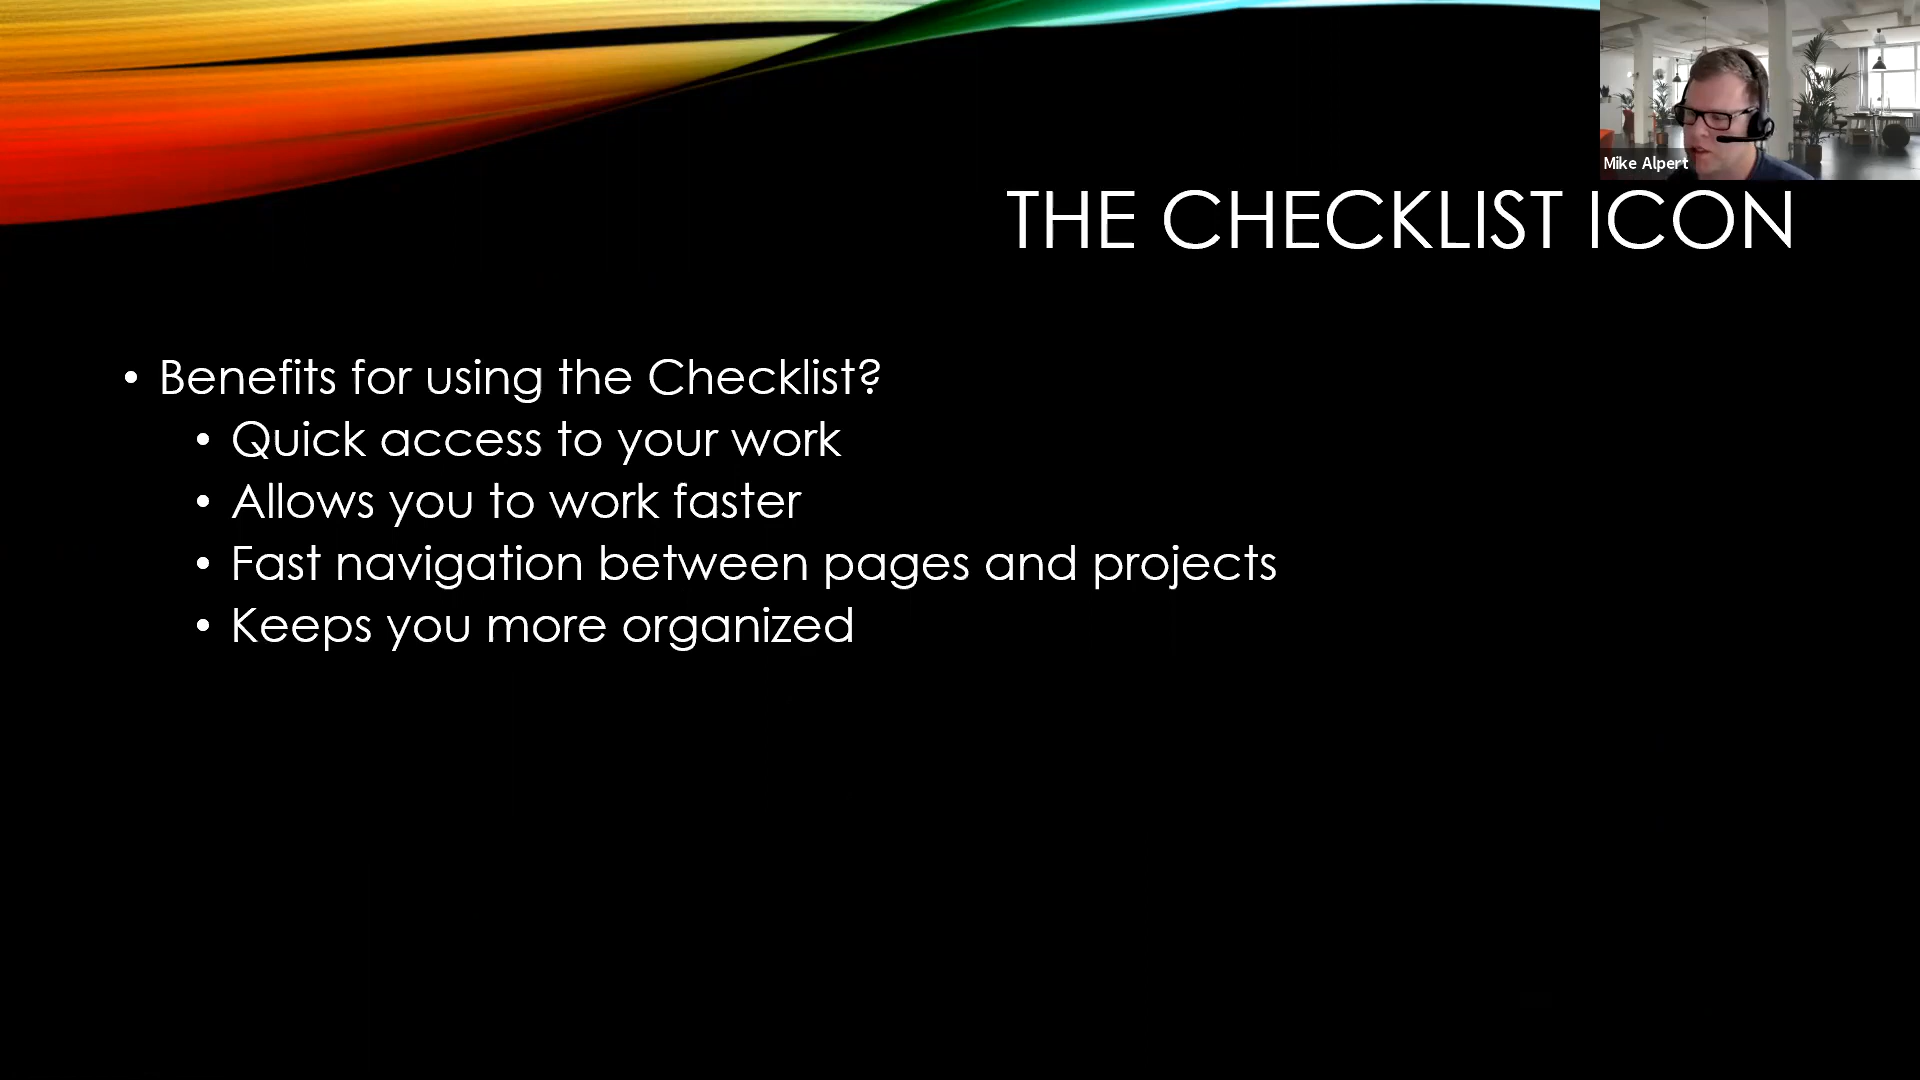 Mike Alpert
THE CHECKLIST ICON
• Benefits for using the Checklist?
• Quick access to your work
• Allows you to work faster
• Fast navigation between pages and projects
• Keeps you more organized